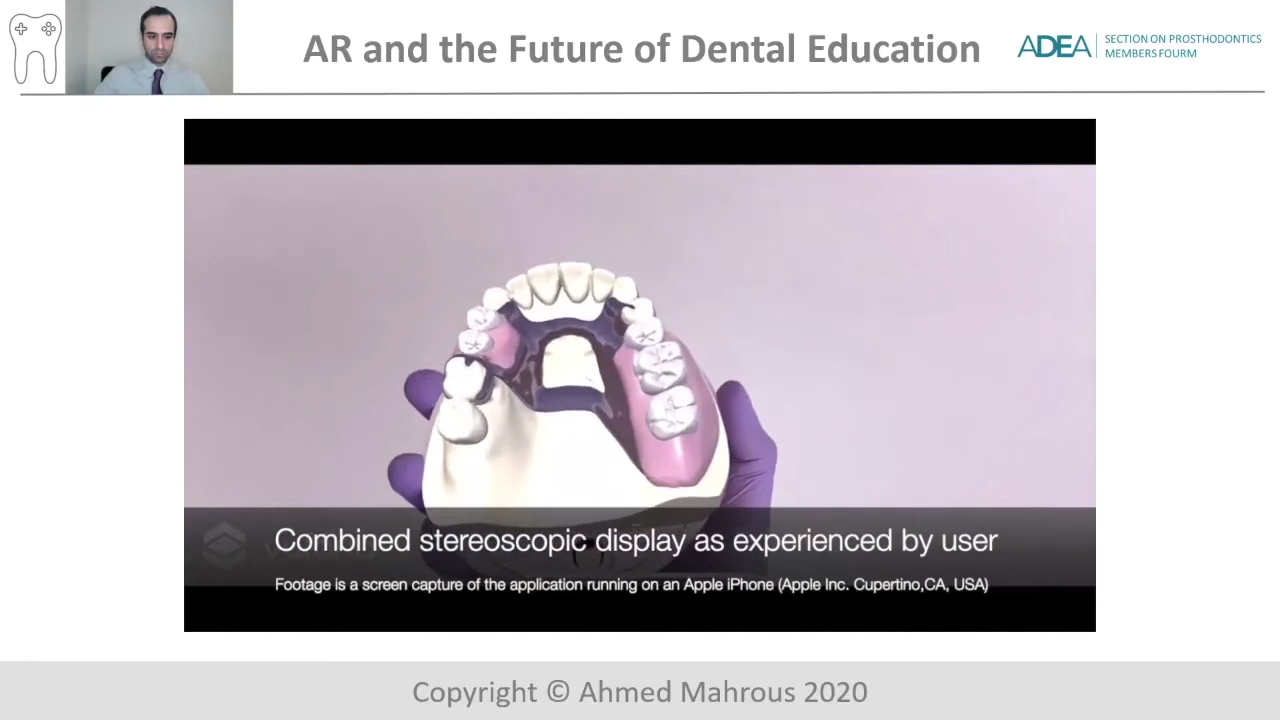 AR and the Future of Dental Education
ADEA
SECTION ON PROSTHODONTICS
MEMBERS FOURM
Combined stereoscopic display as experienced by user
Footage is a screen capture of the application running on an Apple iPhone (Apple Inc. Cupertino,CA, USA)
Copyright © Ahmed Mahrous 2020